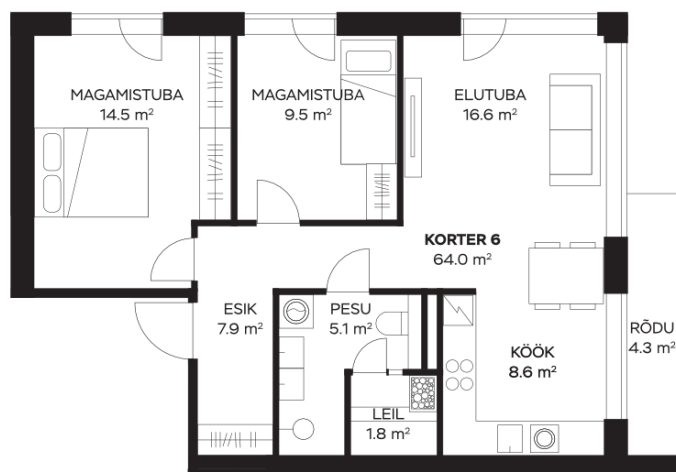 MAGAMISTUBA
14.5 m²
MAGAMISTUBA
9.5 m²
ELUTUBA
16.6 m²
KORTER 6
64.0 m²
ESIK
7.9 m²
PESU
5.1 m²
KÖÖK
8.6 m²
RÕDU
4.3 m²
LEIL
1.8 m²